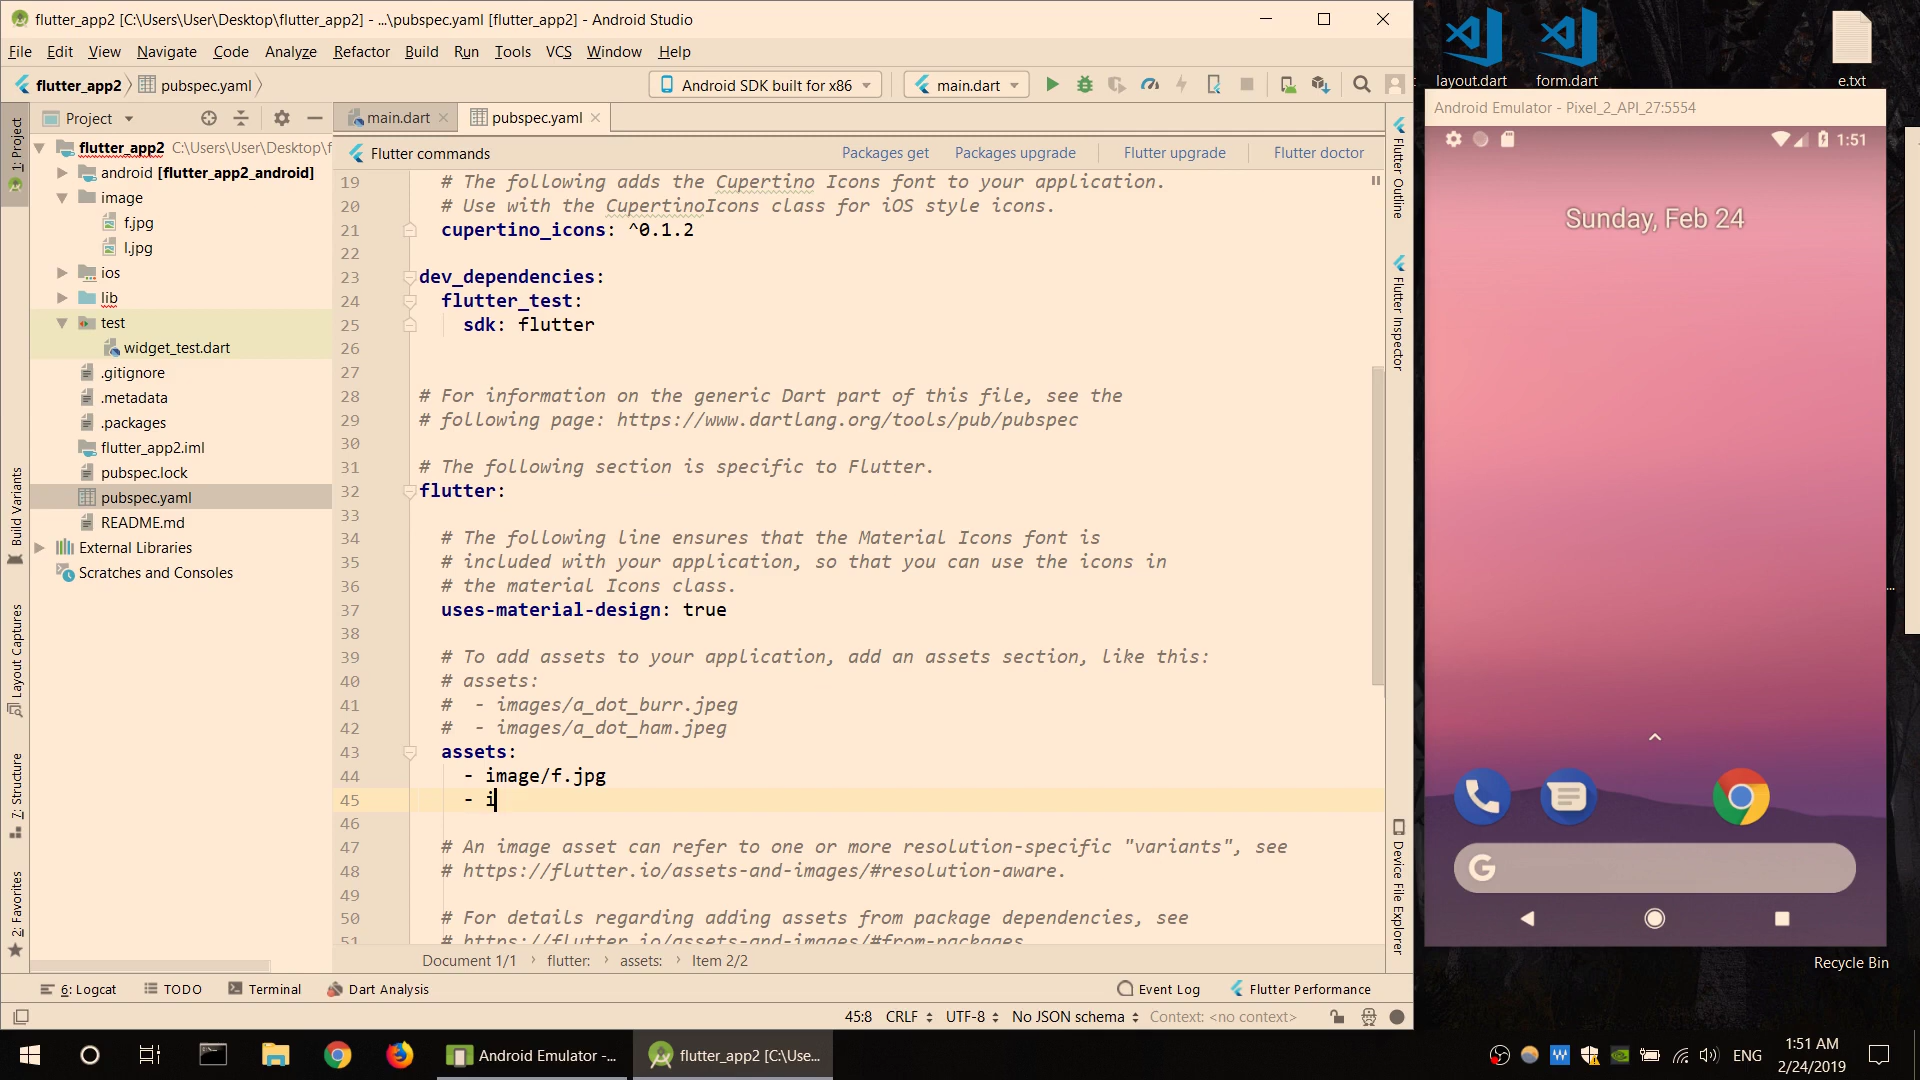 flutter_app2 [C:\Users\User\Desktop\flutter_app2] - ...\pubspec.yaml [flutter_app2] - Android Studio
File Edit View Navigate Code Analyze Refactor Build Run Tools VCS Window Help
flutter_app2 pubspec.yaml Android SDK built for x86 main.dart
Project main.dart pubspec.yaml
Flutter commands Packages get Packages upgrade Flutter upgrade Flutter doctor
flutter_app2 C:\Users\User\Desktop\f
android [flutter_app2_android]
image
f.jpg
l.jpg
ios
lib
test
widget_test.dart
.gitignore
.metadata
.packages
flutter_app2.iml
pubspec.lock
pubspec.yaml
README.md
External Libraries
Scratches and Consoles
1: Project
Build Variants
Layout Captures
7: Structure
2: Favorites
19 # The following adds the Cupertino Icons font to your application.
20 # Use with the CupertinoIcons class for iOS style icons.
21 cupertino_icons: ^0.1.2
22
23 dev_dependencies:
24 flutter_test:
25 sdk: flutter
26
27
28 # For information on the generic Dart part of this file, see the
29 # following page: https://www.dartlang.org/tools/pub/pubspec
30
31 # The following section is specific to Flutter.
32 flutter:
33
34 # The following line ensures that the Material Icons font is
35 # included with your application, so that you can use the icons in
36 # the material Icons class.
37 uses-material-design: true
38
39 # To add assets to your application, add an assets section, like this:
40 # assets:
41 # - images/a_dot_burr.jpeg
42 # - images/a_dot_ham.jpeg
43 assets:
44 - image/f.jpg
45 - i
46
47 # An image asset can refer to one or more resolution-specific "variants", see
48 # https://flutter.io/assets-and-images/#resolution-aware.
49
50 # For details regarding adding assets from package dependencies, see
51 # https://flutter.io/assets-and-images/#from-packages
Document 1/1 › flutter: › assets: › Item 2/2
Flutter Outline
Flutter Inspector
Device File Explorer
6: Logcat TODO Terminal Dart Analysis Event Log Flutter Performance
45:8 CRLF UTF-8 No JSON schema Context: <no context>
layout.dart form.dart e.txt
Android Emulator - Pixel_2_API_27:5554
1:51
Sunday, Feb 24
G
Recycle Bin
...
Android Emulator -... flutter_app2 [C:\Use... ENG 1:51 AM
2/24/2019